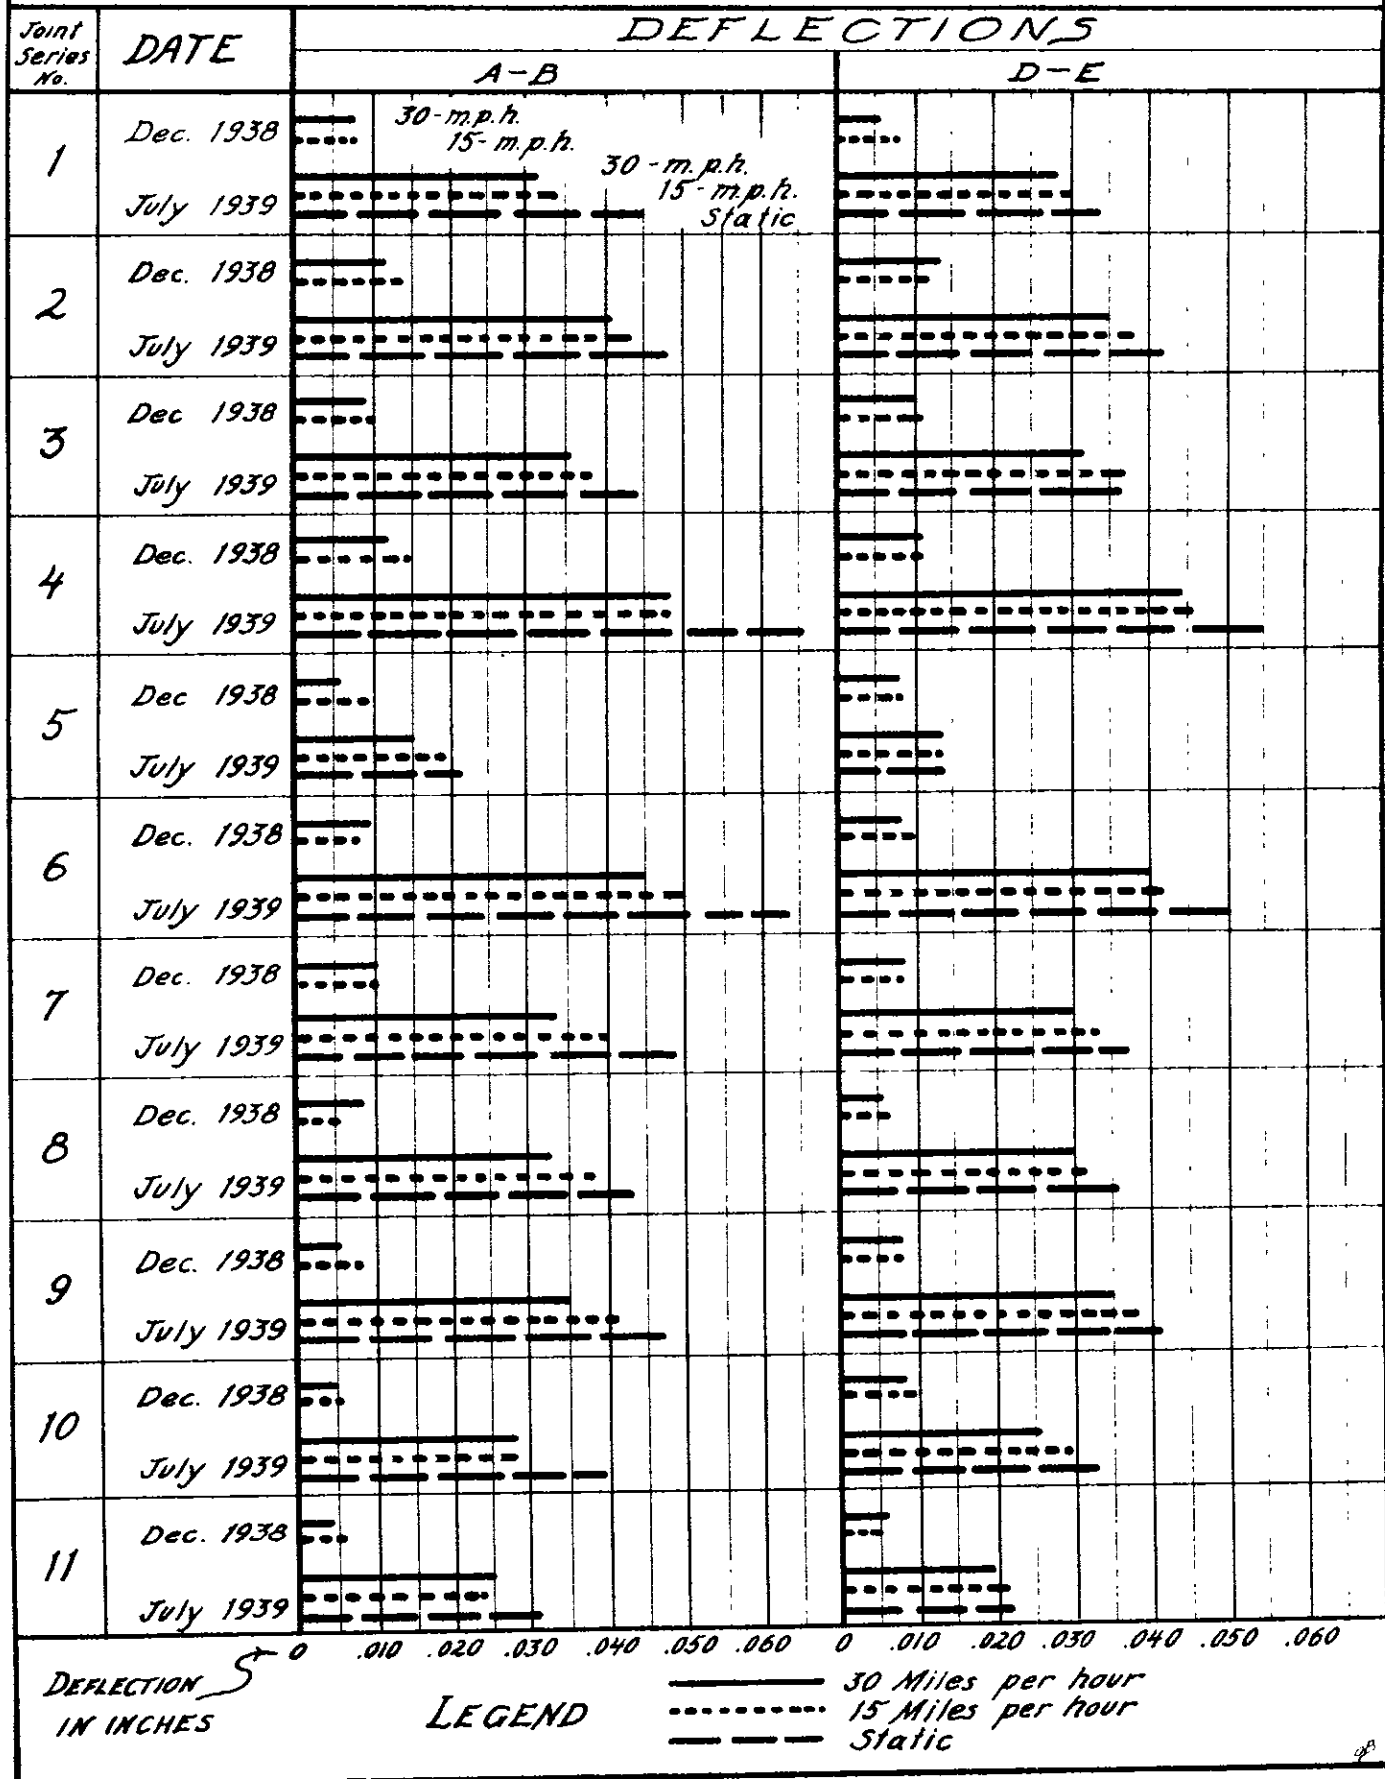 Joint Series No.
DATE
DEFLECTIONS
A-B
D-E
1
Dec. 1938
30-m.p.h.
15-m.p.h.
July 1939
30-m.p.h.
15-m.p.h.
Static
2
Dec. 1938
July 1939
3
Dec 1938
July 1939
4
Dec. 1938
July 1939
5
Dec 1938
July 1939
6
Dec. 1938
July 1939
7
Dec. 1938
July 1939
8
Dec. 1938
July 1939
9
Dec. 1938
July 1939
10
Dec. 1938
July 1939
11
Dec. 1938
July 1939
0 .010 .020 .030 .040 .050 .060
0 .010 .020 .030 .040 .050 .060
DEFLECTION
IN INCHES
LEGEND
30 Miles per hour
15 Miles per hour
Static